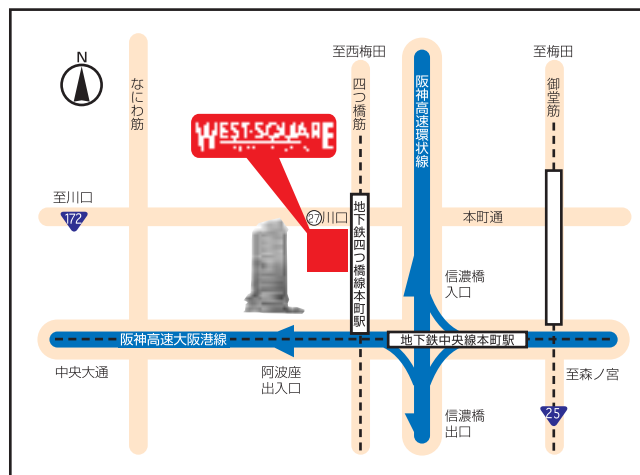 N
なにわ筋
至西梅田
四つ橋筋
阪神高速環状線
至梅田
御堂筋
WEST・SQUARE
至川口
172
27川口
本町通
地下鉄四つ橋線本町駅
信濃橋
入口
阪神高速大阪港線
地下鉄中央線本町駅
中央大通
阿波座
出入口
至森ノ宮
信濃橋
出口
25